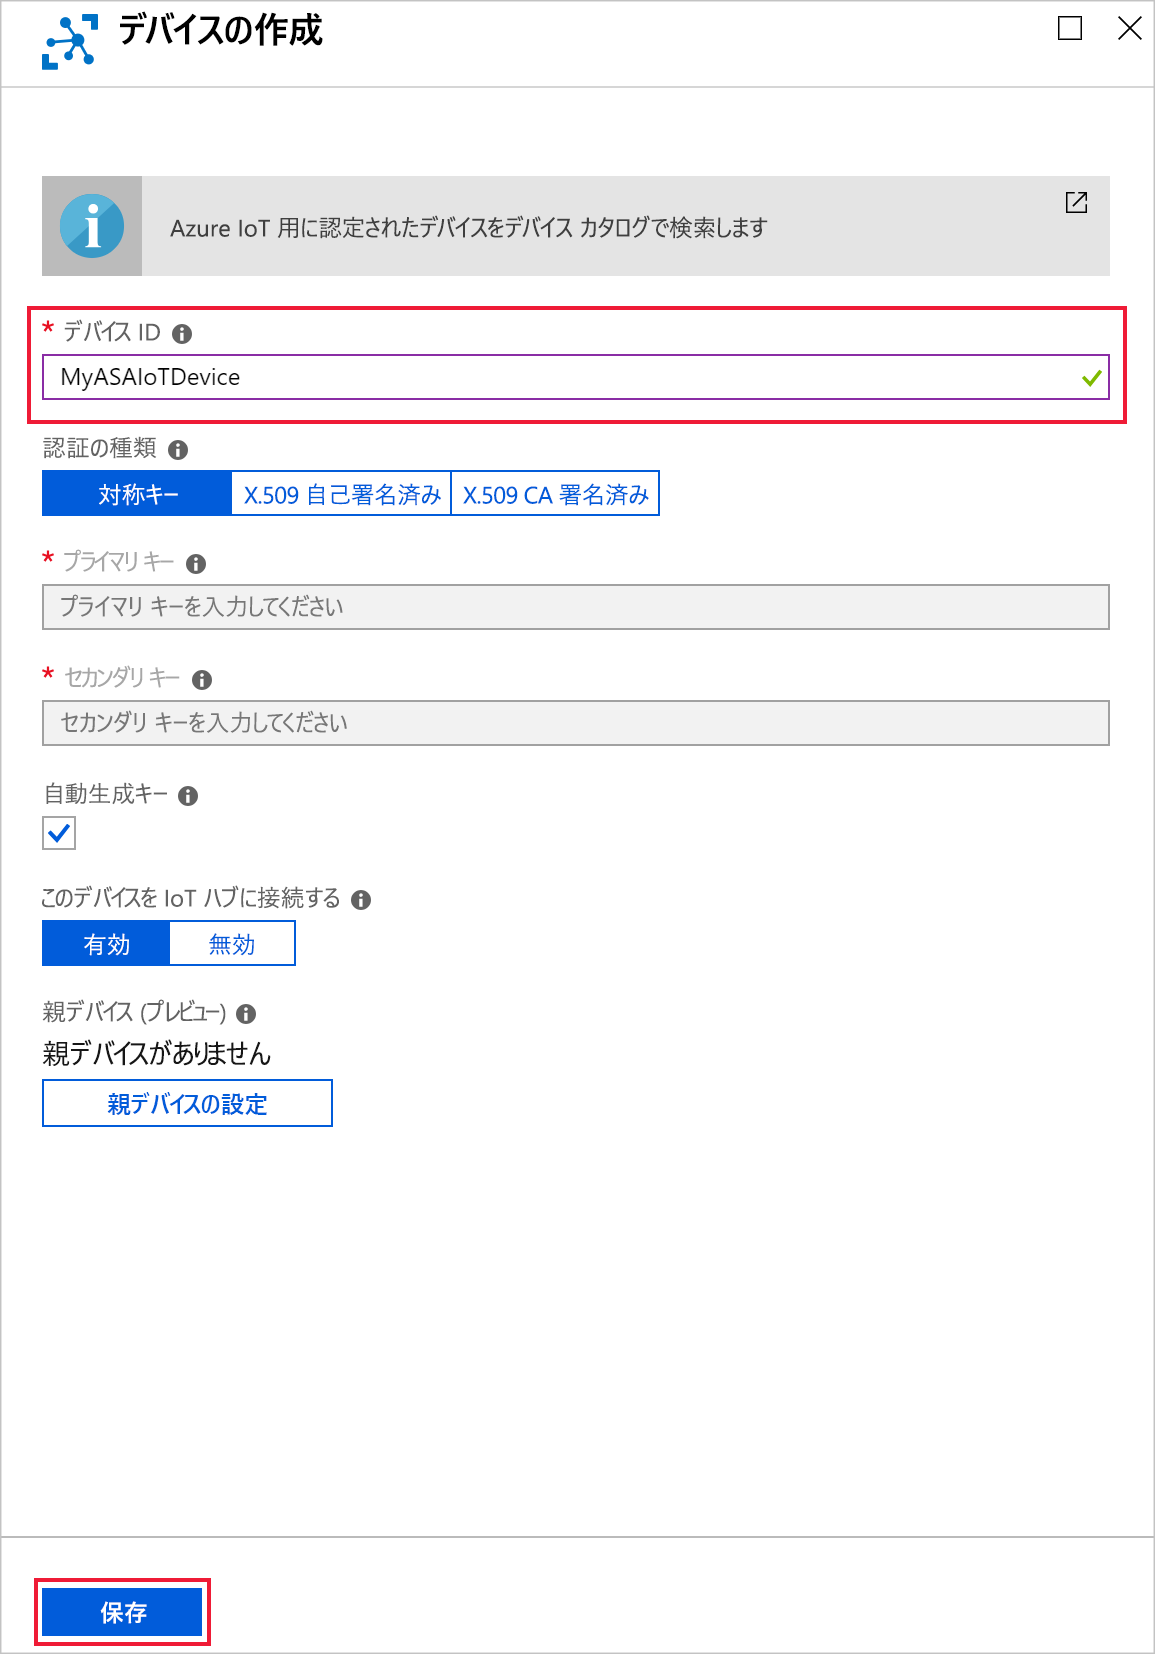 デバイスの作成
Azure IoT 用に認定されたデバイスをデバイス カタログで検索します
* デバイス ID
MyASAIoTDevice
認証の種類
対称キー X.509 自己署名済み X.509 CA 署名済み
* プライマリ キー
プライマリ キーを入力してください
* セカンダリ キー
セカンダリ キーを入力してください
自動生成キー
このデバイスを IoT ハブに接続する
有効 無効
親デバイス (プレビュー)
親デバイスがありません
親デバイスの設定
保存